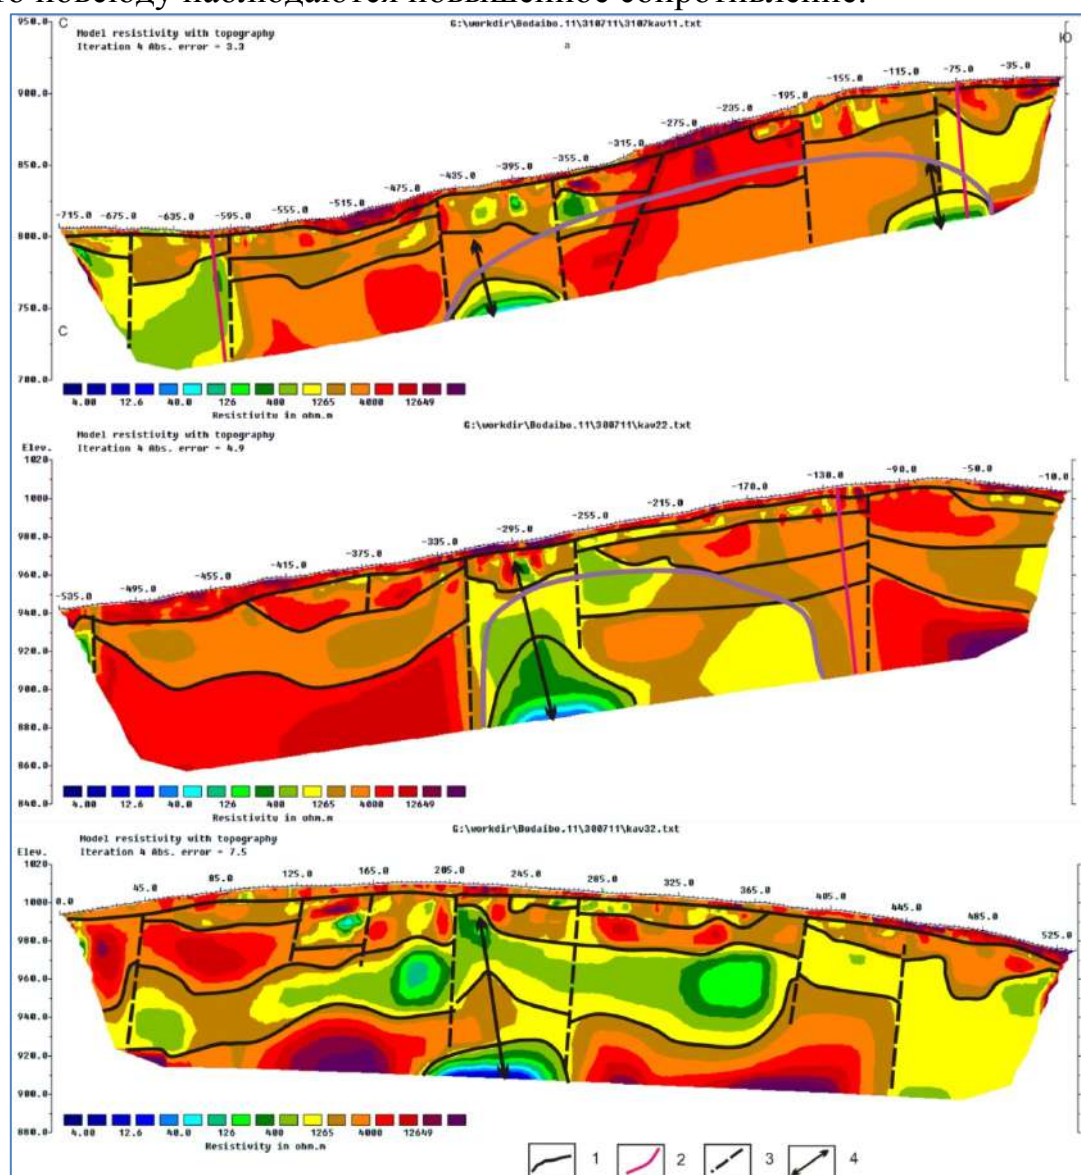 повсюду наблюдаются повышенное сопротивление.
G:\workdir\Bodaibo.11\310711\3107kav11.txt
Model resistivity with topography
Iteration 4 Abs. error = 3.3
a
С
Ю
950.0
900.0
850.0
800.0
750.0
700.0
-715.0 -675.0 -635.0 -595.0 -555.0 -515.0 -475.0 -435.0 -395.0 -355.0 -315.0 -275.0 -235.0 -195.0 -155.0 -115.0 -75.0 -35.0
С
4.00 12.6 40.0 126 400 1265 4000 12649
Resistivity in ohm.m
G:\workdir\Bodaibo.11\300711\kav22.txt
Model resistivity with topography
Iteration 4 Abs. error = 4.9
Elev.
1020
1000
980.0
960.0
940.0
920.0
900.0
880.0
860.0
840.0
-535.0 -495.0 -455.0 -415.0 -375.0 -335.0 -295.0 -255.0 -215.0 -170.0 -130.0 -90.0 -50.0 -10.0
4.00 12.6 40.0 126 400 1265 4000 12649
Resistivity in ohm.m
G:\workdir\Bodaibo.11\300711\kav32.txt
Model resistivity with topography
Iteration 4 Abs. error = 7.5
Elev.
1020
1000
980.0
960.0
940.0
920.0
900.0
880.0
0.0 45.0 85.0 125.0 165.0 205.0 245.0 285.0 325.0 365.0 405.0 445.0 485.0 525.0
4.00 12.6 40.0 126 400 1265 4000 12649
Resistivity in ohm.m
1 2 3 4